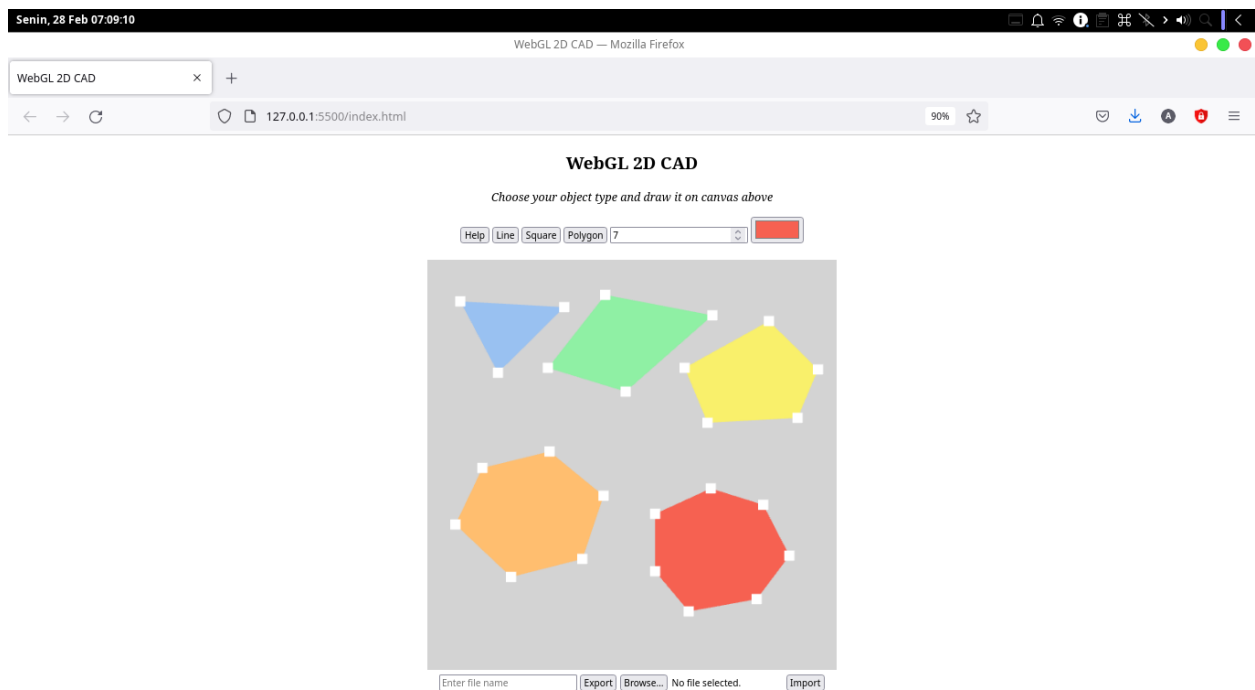 Senin, 28 Feb 07:09:10
WebGL 2D CAD — Mozilla Firefox
WebGL 2D CAD
127.0.0.1:5500/index.html 90% A
WebGL 2D CAD
Choose your object type and draw it on canvas above
Help Line Square Polygon 7
Enter file name Export Browse... No file selected. Import